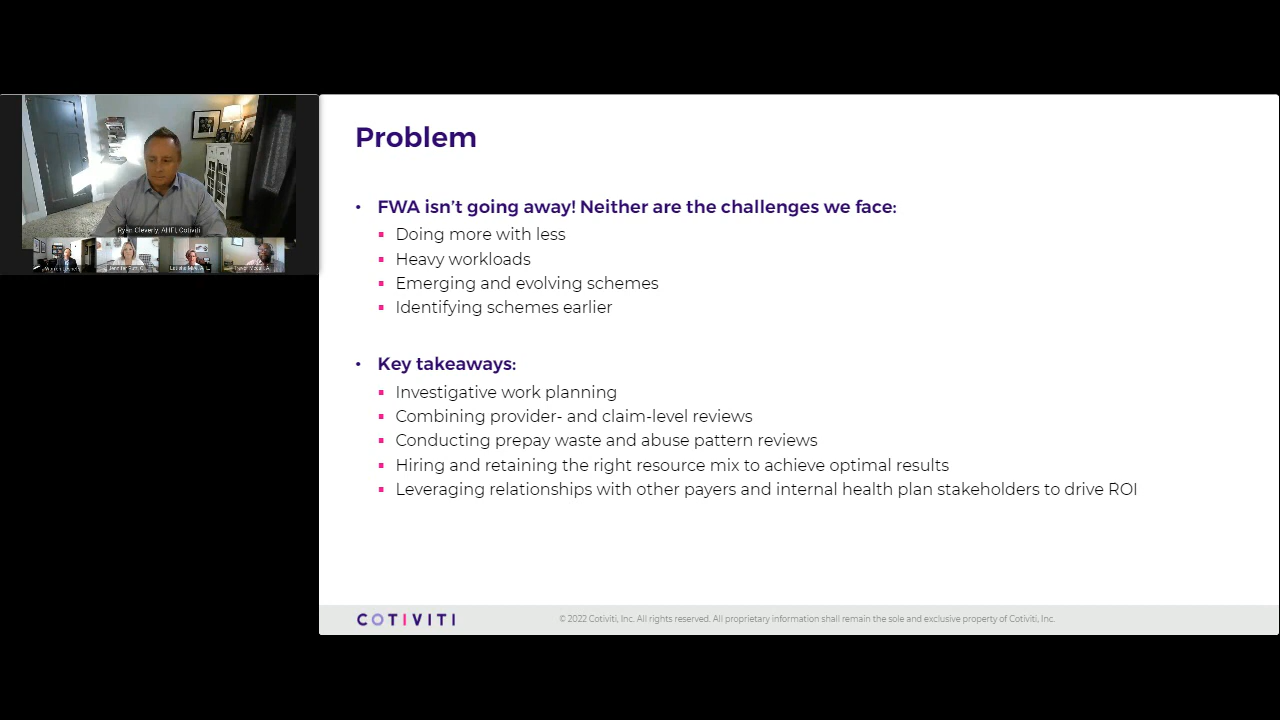 Ryan Cleverly, AHFI, Cotiviti
Problem
• FWA isn't going away! Neither are the challenges we face:
▪ Doing more with less
▪ Heavy workloads
▪ Emerging and evolving schemes
▪ Identifying schemes earlier
• Key takeaways:
▪ Investigative work planning
▪ Combining provider- and claim-level reviews
▪ Conducting prepay waste and abuse pattern reviews
▪ Hiring and retaining the right resource mix to achieve optimal results
▪ Leveraging relationships with other payers and internal health plan stakeholders to drive ROI
COTIVITI
© 2022 Cotiviti, Inc. All rights reserved. All proprietary information shall remain the sole and exclusive property of Cotiviti, Inc.